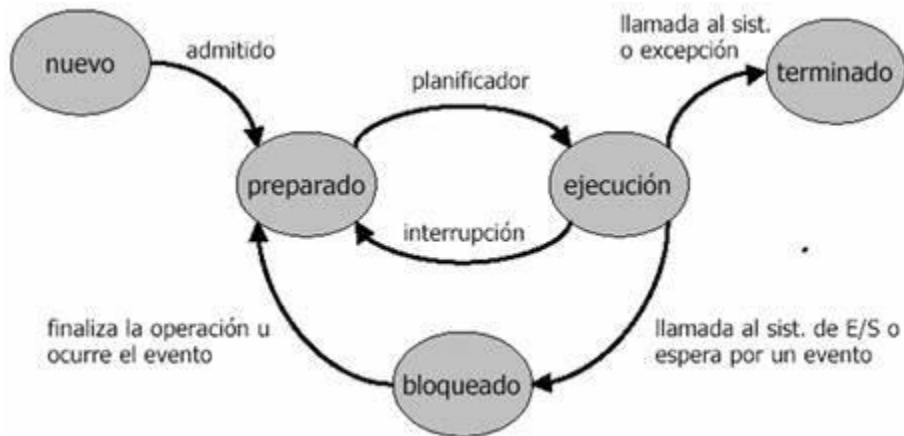 nuevo
admitido
planificador
llamada al sist.
o excepción
terminado
preparado
ejecución
interrupción
finaliza la operación u
ocurre el evento
bloqueado
llamada al sist. de E/S o
espera por un evento